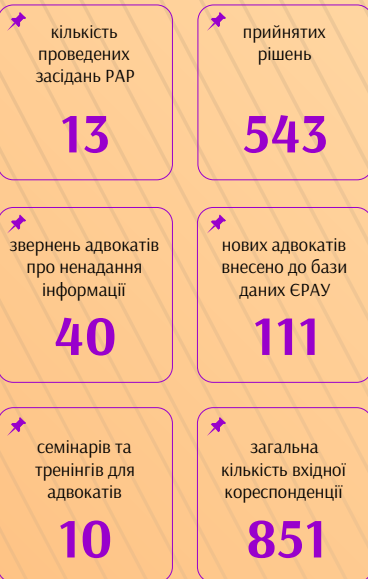 кількість
проведених
засідань РАР
13
прийнятих
рішень
543
звернень адвокатів
про ненадання
інформації
40
нових адвокатів
внесено до бази
даних ЄРАУ
111
семінарів та
тренінгів для
адвокатів
10
загальна
кількість вхідної
кореспонденції
851